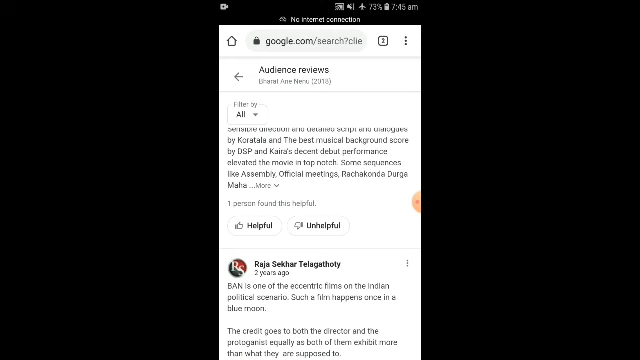 73% 7:45 am
No internet connection
google.com/search?clie
2
Audience reviews
Bharat Ane Nenu (2018)
Filter by
All
Sensible direction and detailed script and dialogues
by Koratala and The best musical background score
by DSP and Kaira's decent debut performance
elevated the movie in top notch. Some sequences
like Assembly, Official meetings, Rachakonda Durga
Maha ...More
1 person found this helpful.
Helpful Unhelpful
RS
Raja Sekhar Telagathoty
2 years ago
BAN is one of the eccentric films on the Indian
political scenario. Such a film happens once in a
blue moon.
The credit goes to both the director and the
protoganist equally as both of them exhibit more
than what they are supposed to.